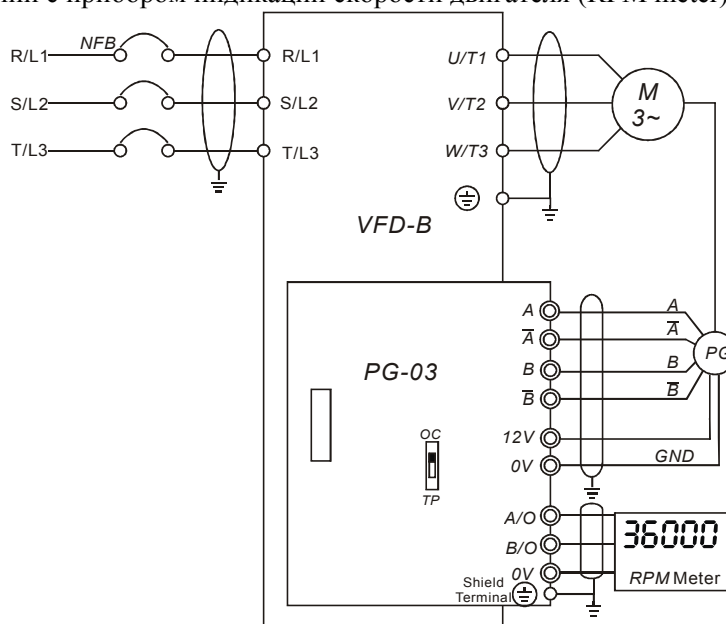 с прибором индикации скорости двигателя (RPM meter)
NFB
R/L1 R/L1 U/T1
S/L2 S/L2 V/T2 M
3~
T/L3 T/L3 W/T3
VFD-B
A A
A̅ A̅
PG-03 B B PG
B̅ B̅
OC 12V
0V GND
TP
A/O 36000
B/O
0V RPM Meter
Shield
Terminal